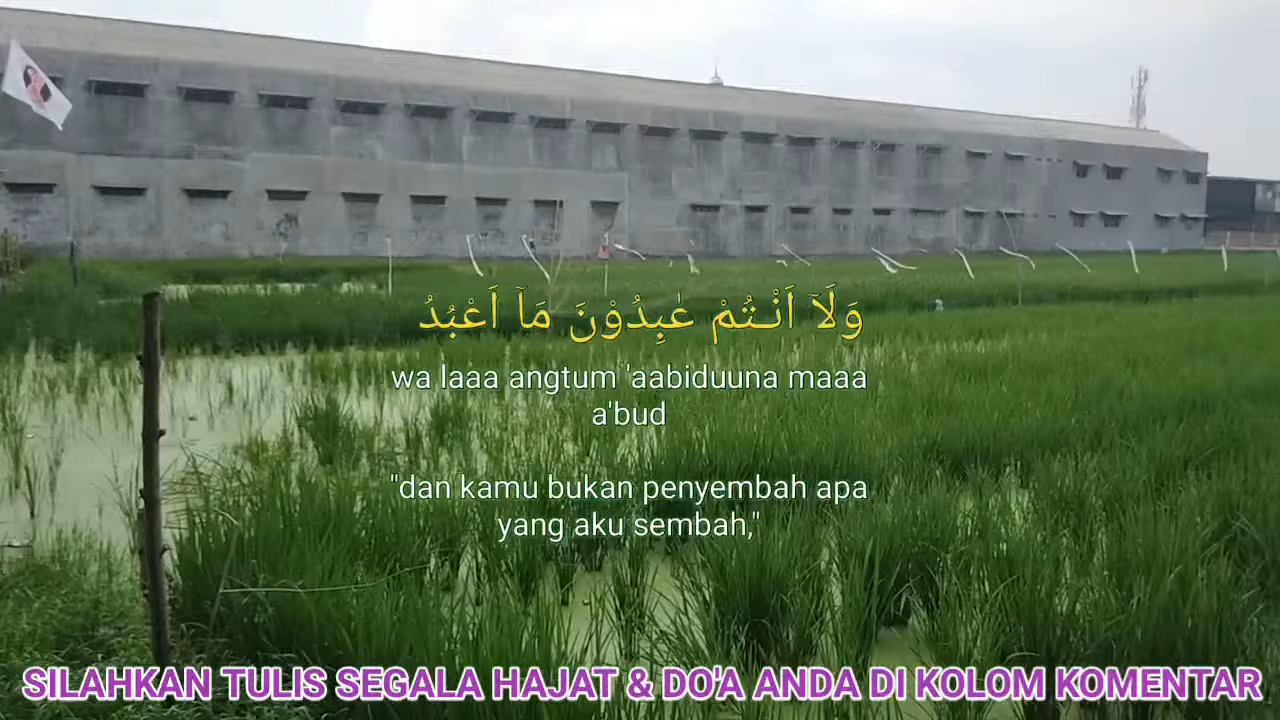 وَلَآ اَنْـتُمْ عٰبِدُوْنَ مَآ اَعْبُدُ
wa laaa angtum 'aabiduuna maaa
a'bud
"dan kamu bukan penyembah apa
yang aku sembah,"
SILAHKAN TULIS SEGALA HAJAT & DO'A ANDA DI KOLOM KOMENTAR